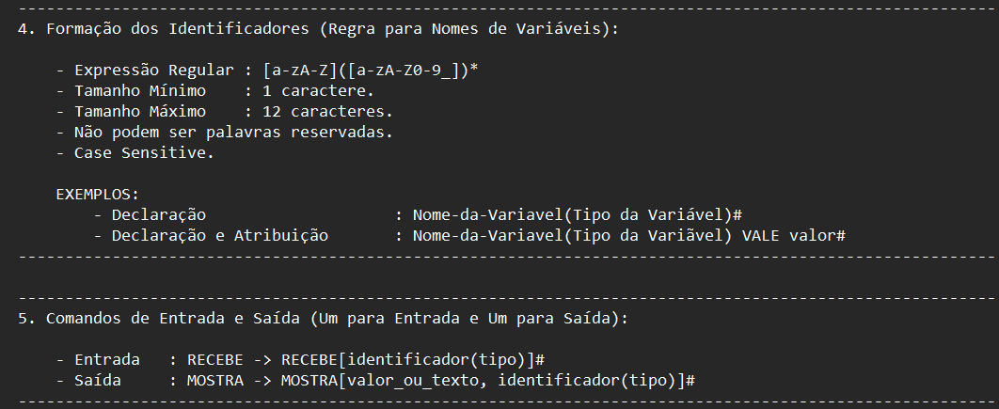 --------------------------------------------------------------------------------------------------------
4. Formação dos Identificadores (Regra para Nomes de Variáveis):
- Expressão Regular : [a-zA-Z]([a-zA-Z0-9_])*
- Tamanho Mínimo    : 1 caractere.
- Tamanho Máximo    : 12 caracteres.
- Não podem ser palavras reservadas.
- Case Sensitive.
EXEMPLOS:
- Declaração                    : Nome-da-Variavel(Tipo da Variável)#
- Declaração e Atribuição       : Nome-da-Variavel(Tipo da Variãvel) VALE valor#
--------------------------------------------------------------------------------------------------------
--------------------------------------------------------------------------------------------------------
5. Comandos de Entrada e Saída (Um para Entrada e Um para Saída):
- Entrada   : RECEBE -> RECEBE[identificador(tipo)]#
- Saída     : MOSTRA -> MOSTRA[valor_ou_texto, identificador(tipo)]#
--------------------------------------------------------------------------------------------------------